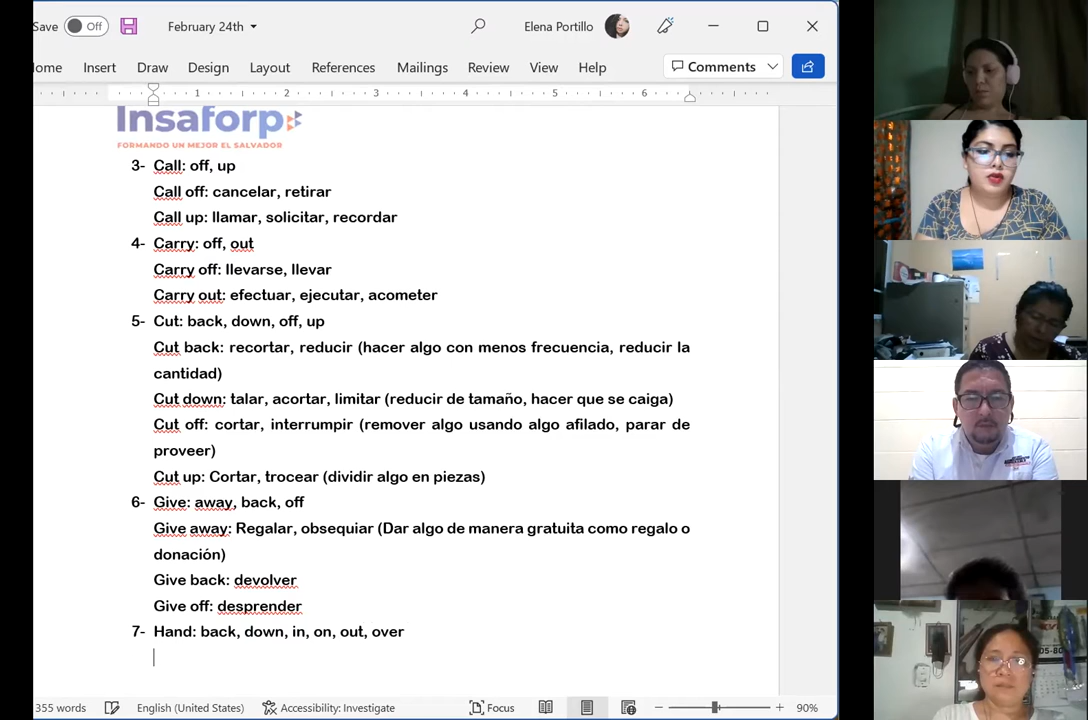 Save Off February 24th Elena Portillo
ome Insert Draw Design Layout References Mailings Review View Help Comments
1 2 3 4 5 6
Insaforp
FORMANDO UN MEJOR EL SALVADOR
3- Call: off, up
Call off: cancelar, retirar
Call up: llamar, solicitar, recordar
4- Carry: off, out
Carry off: llevarse, llevar
Carry out: efectuar, ejecutar, acometer
5- Cut: back, down, off, up
Cut back: recortar, reducir (hacer algo con menos frecuencia, reducir la
cantidad)
Cut down: talar, acortar, limitar (reducir de tamaño, hacer que se caiga)
Cut off: cortar, interrumpir (remover algo usando algo afilado, parar de
proveer)
Cut up: Cortar, trocear (dividir algo en piezas)
6- Give: away, back, off
Give away: Regalar, obsequiar (Dar algo de manera gratuita como regalo o
donación)
Give back: devolver
Give off: desprender
7- Hand: back, down, in, on, out, over
355 words English (United States) Accessibility: Investigate Focus 90%